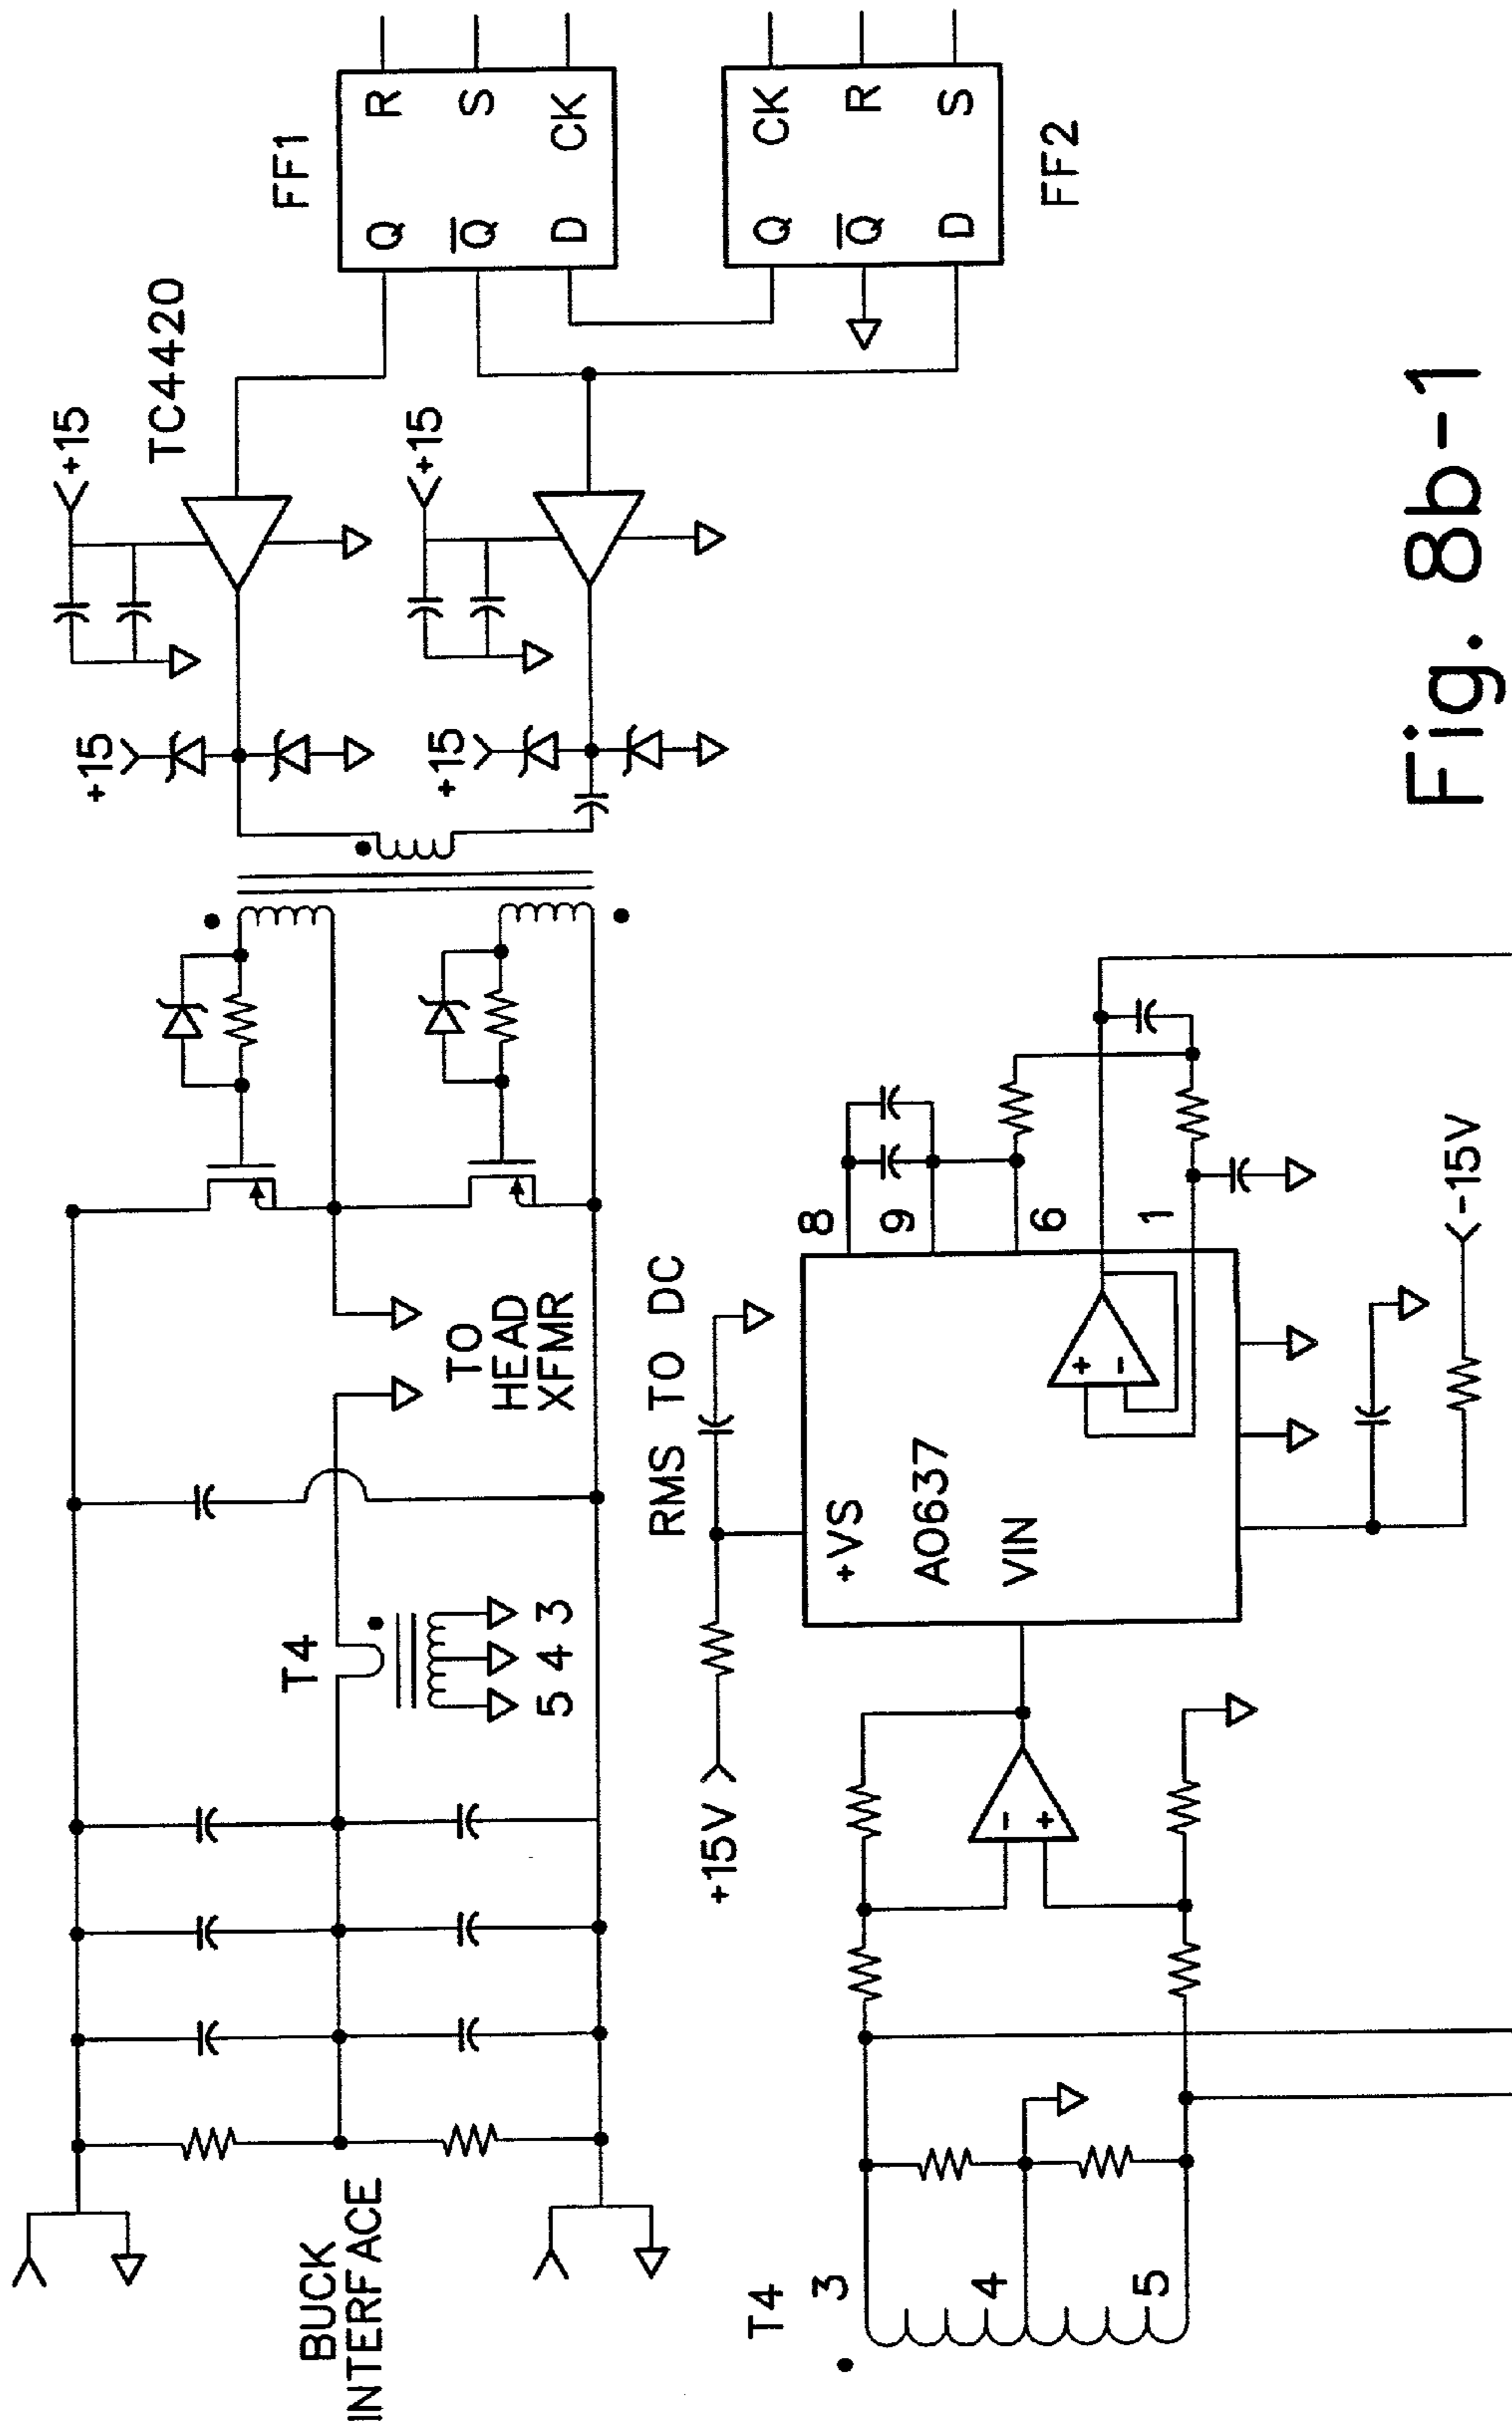 BUCK
INTERFACE
T4
5 4 3
TO
HEAD
XFMR
+15
+15
+15
+15
TC4420
FF1
Q
R
Q
S
D
CK
Q
CK
Q
R
D
S
FF2
T4
3
4
5
+15V
RMS TO DC
+VS
AO637
VIN
+
-
-
+
8
9
6
1
-15V
Fig. 8b-1